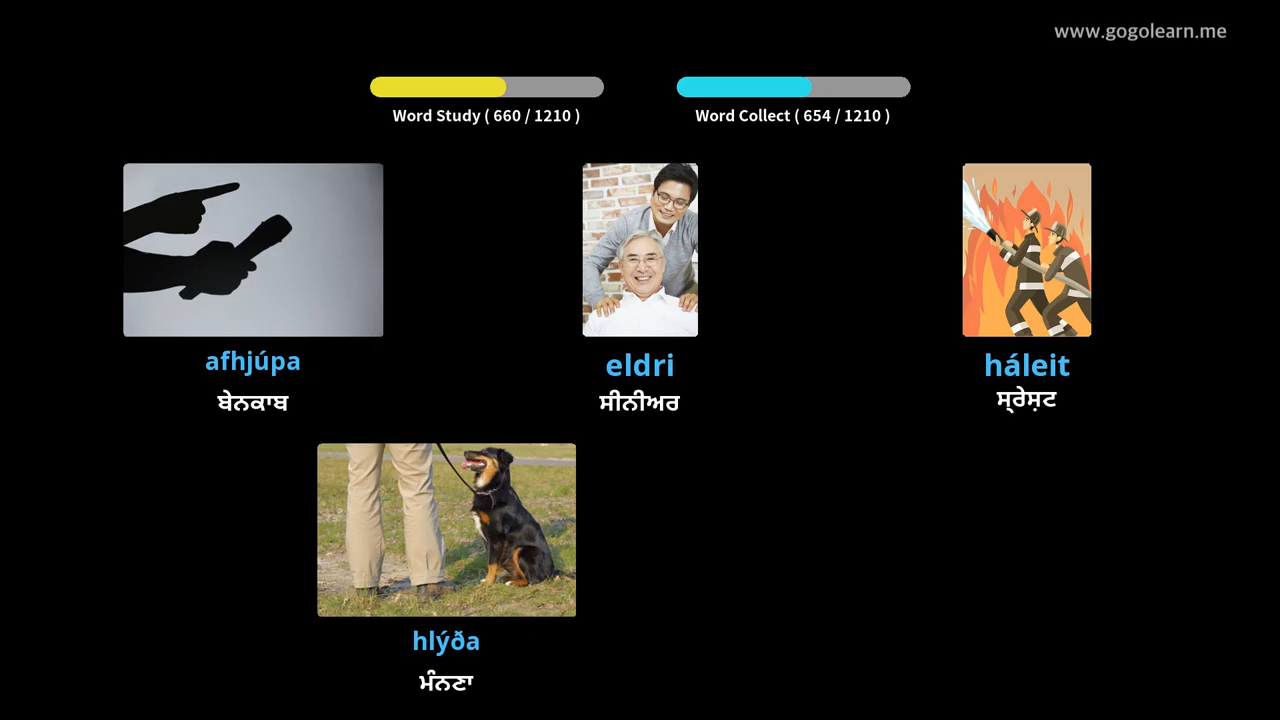 www.gogolearn.me
Word Study ( 660 / 1210 )
Word Collect ( 654 / 1210 )
afhjúpa
ਬੇਨਕਾਬ
eldri
ਸੀਨੀਅਰ
háleit
ਸ੍ਰੇਸ਼ਟ
hlýða
ਮੰਨਣਾ